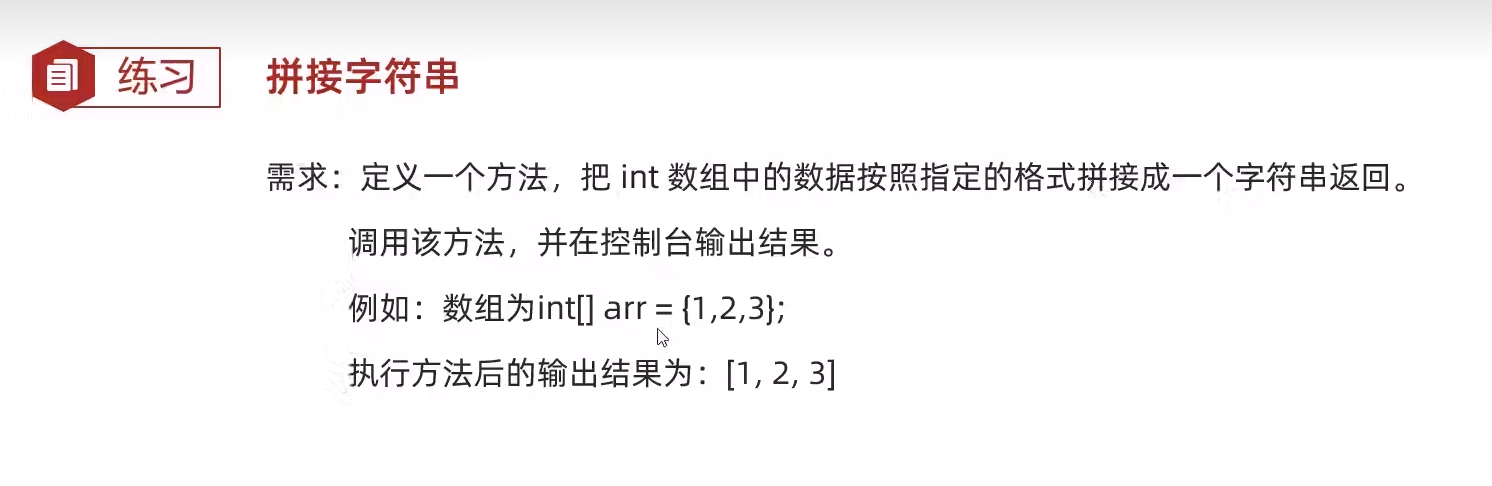 练习 拼接字符串
需求：定义一个方法，把 int 数组中的数据按照指定的格式拼接成一个字符串返回。
调用该方法，并在控制台输出结果。
例如：数组为int[] arr = {1,2,3};
执行方法后的输出结果为：[1, 2, 3]